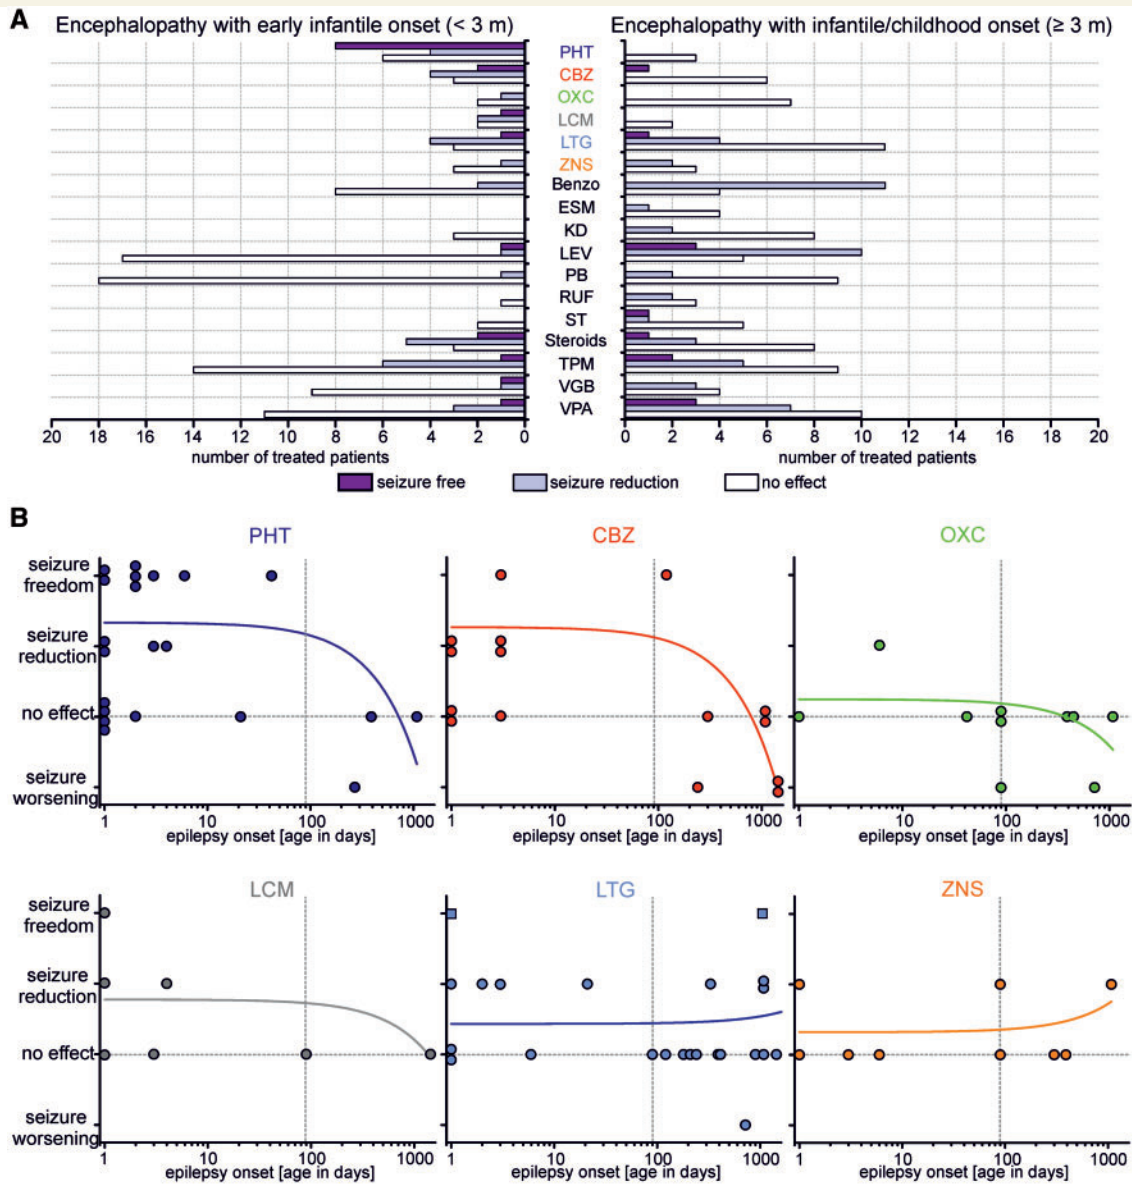 A
Encephalopathy with early infantile onset (< 3 m)
Encephalopathy with infantile/childhood onset (≥ 3 m)
PHT
CBZ
OXC
LCM
LTG
ZNS
Benzo
ESM
KD
LEV
PB
RUF
ST
Steroids
TPM
VGB
VPA
20 18 16 14 12 10 8 6 4 2 0
0 2 4 6 8 10 12 14 16 18 20
number of treated patients
number of treated patients
seizure free seizure reduction no effect
B
PHT CBZ OXC
seizure
freedom
seizure
reduction
no effect
seizure
worsening
1 10 100 1000
1 10 100 1000
1 10 100 1000
epilepsy onset [age in days]
epilepsy onset [age in days]
epilepsy onset [age in days]
LCM LTG ZNS
seizure
freedom
seizure
reduction
no effect
seizure
worsening
1 10 100 1000
1 10 100 1000
1 10 100 1000
epilepsy onset [age in days]
epilepsy onset [age in days]
epilepsy onset [age in days]